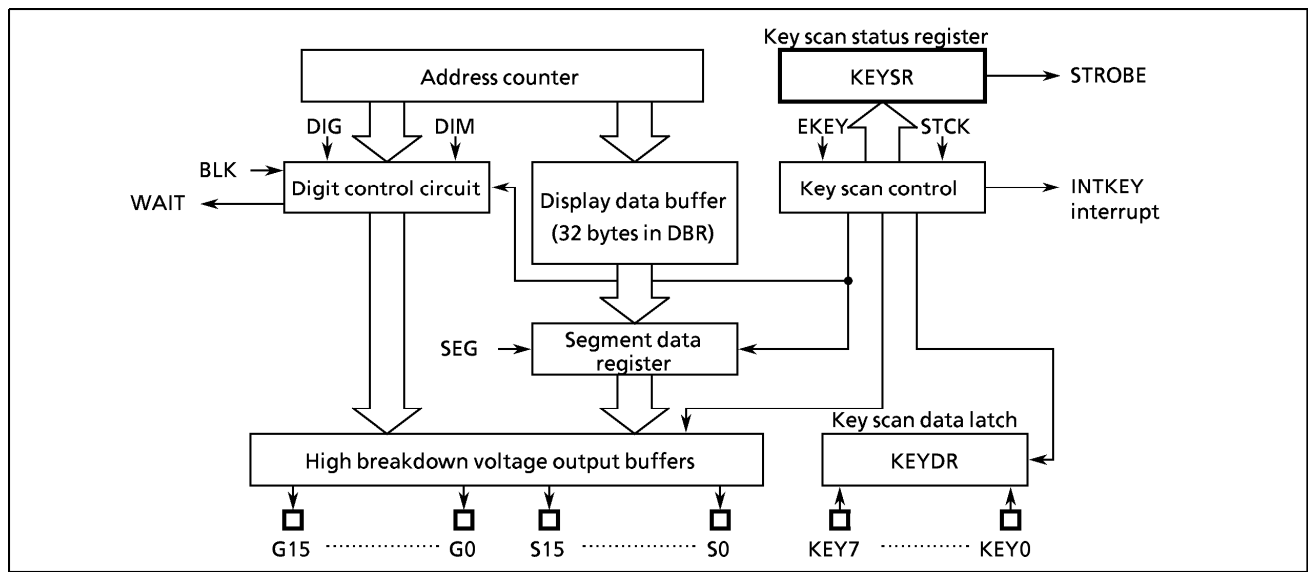 Key scan status register
Address counter
KEYSR
STROBE
DIG
DIM
EKEY
STCK
BLK
WAIT
Digit control circuit
Display data buffer
(32 bytes in DBR)
Key scan control
INTKEY
interrupt
SEG
Segment data
register
Key scan data latch
High breakdown voltage output buffers
KEYDR
G15 ............... G0
S15 ............... S0
KEY7 ............... KEY0